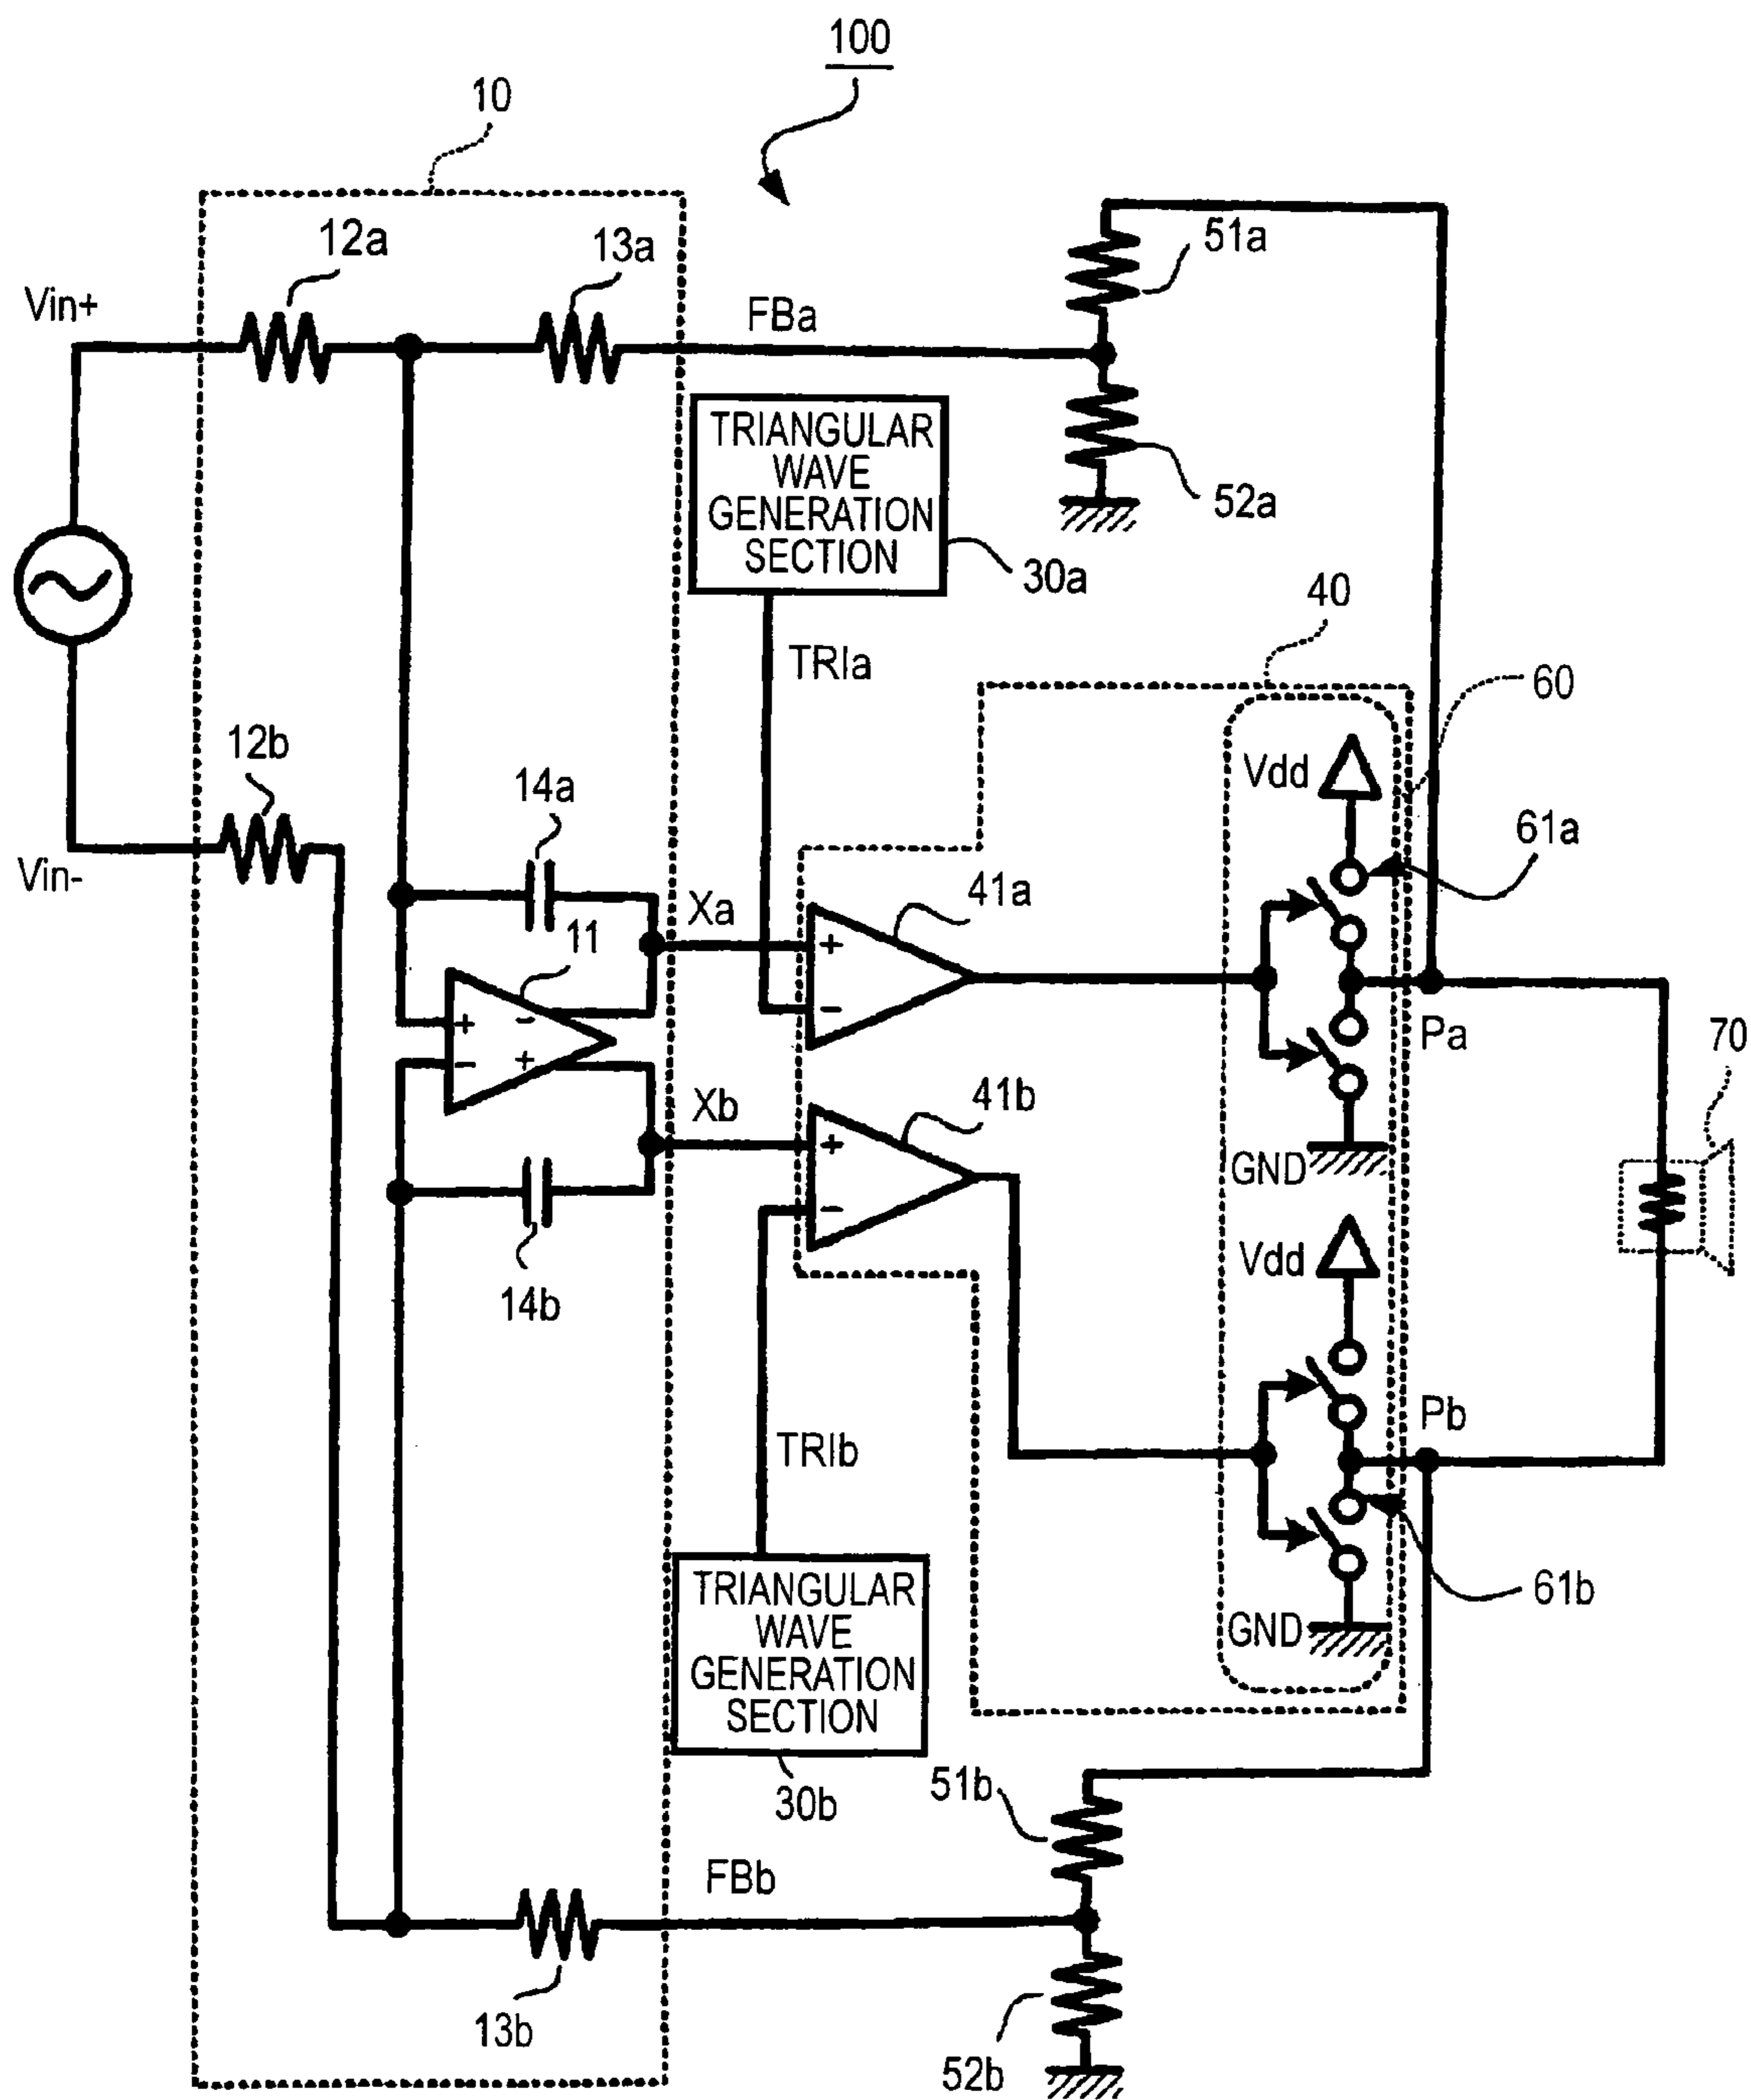 100
10
12a
13a
51a
Vin+
FBa
TRIANGULAR
WAVE
GENERATION
SECTION
52a
30a
40
TRIa
60
12b
Vdd
14a
61a
Vin-
41a
Xa
11
+
-
+
-
Pa
70
-
+
41b
Xb
+
GND
-
Vdd
14b
Pb
TRIb
TRIANGULAR
WAVE
GENERATION
SECTION
61b
GND
51b
30b
FBb
13b
52b